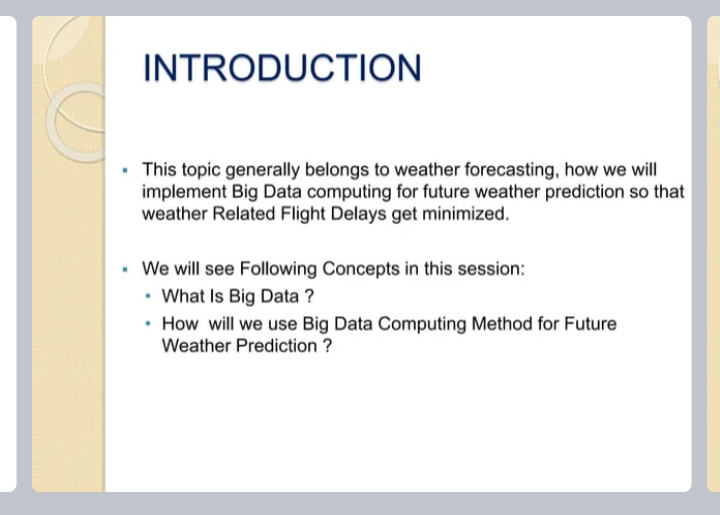 INTRODUCTION
This topic generally belongs to weather forecasting, how we will
implement Big Data computing for future weather prediction so that
weather Related Flight Delays get minimized.
We will see Following Concepts in this session:
What Is Big Data ?
How  will we use Big Data Computing Method for Future
Weather Prediction ?